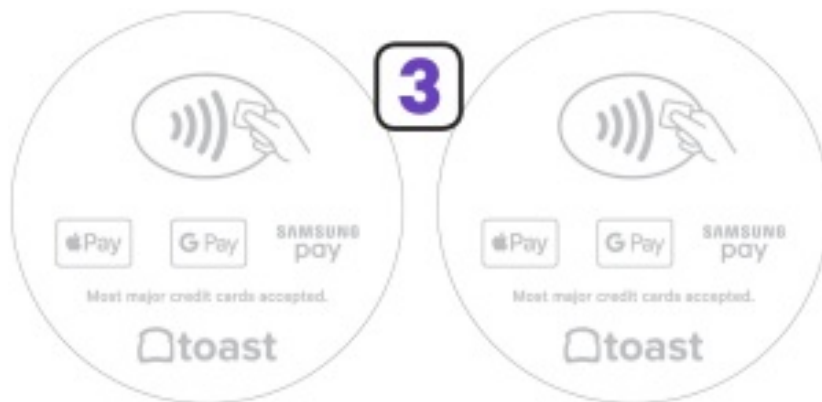 3
Pay G Pay SAMSUNG pay
Most major credit cards accepted.
toast
Pay G Pay SAMSUNG pay
Most major credit cards accepted.
toast